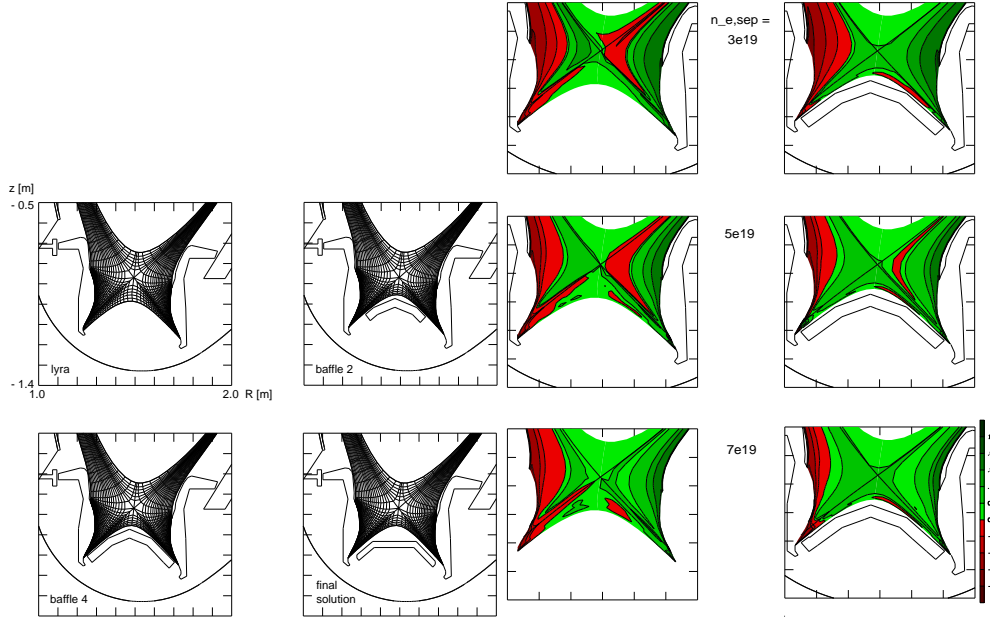 n_e,sep =
3e19
z [m]
- 0.5
5e19
lyra
baffle 2
- 1.4
1.0
2.0
R [m]
7e19
baffle 4
final
solution